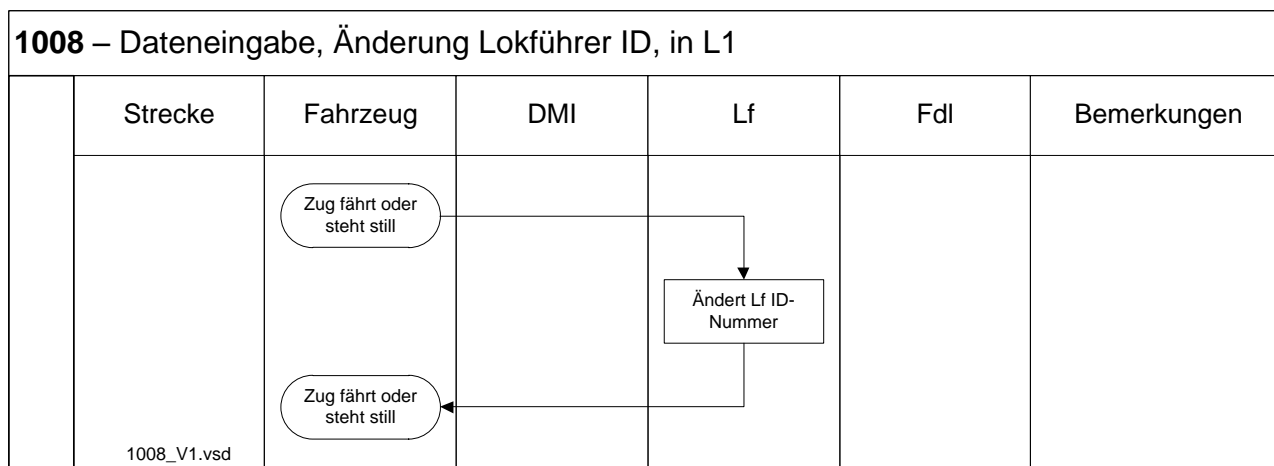 1008 – Dateneingabe, Änderung Lokführer ID, in L1
Strecke Fahrzeug DMI Lf Fdl Bemerkungen
Zug fährt oder
steht still
Ändert Lf ID-
Nummer
Zug fährt oder
steht still
1008_V1.vsd